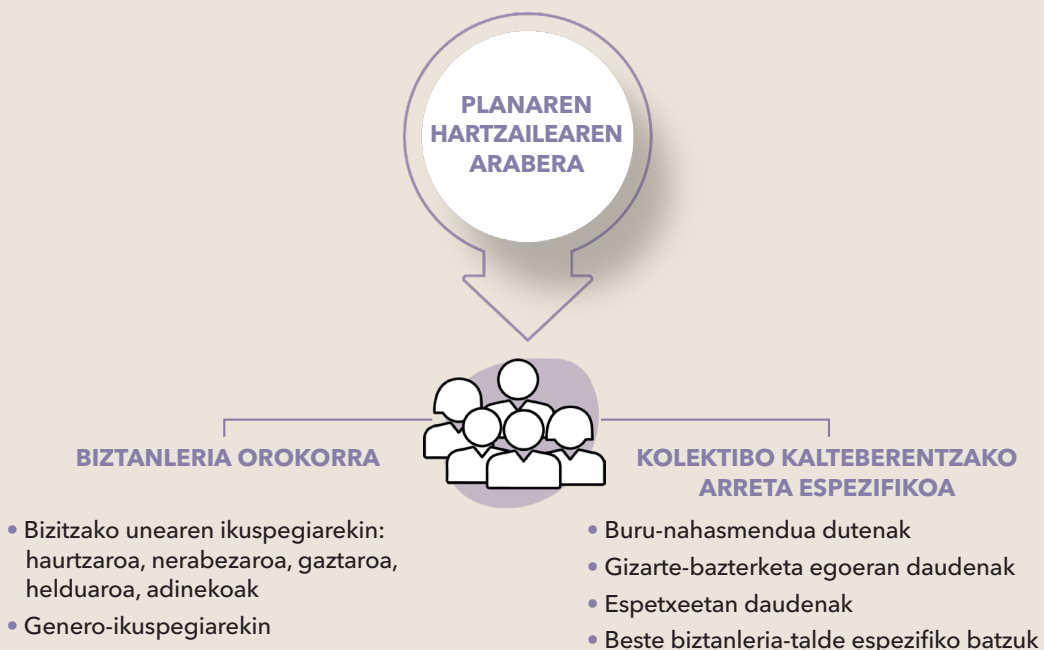 PLANAREN
HARTZAILEAREN
ARABERA
BIZTANLERIA OROKORRA
• Bizitzako unearen ikuspegiarekin:
haurtzaroa, nerabezaroa, gaztaroa,
helduaroa, adinekoak
• Genero-ikuspegiarekin
KOLEKTIBO KALTEBERENTZAKO
ARRETA ESPEZIFIKOA
• Buru-nahasmendua dutenak
• Gizarte-bazterketa egoeran daudenak
• Espetxeetan daudenak
• Beste biztanleria-talde espezifiko batzuk